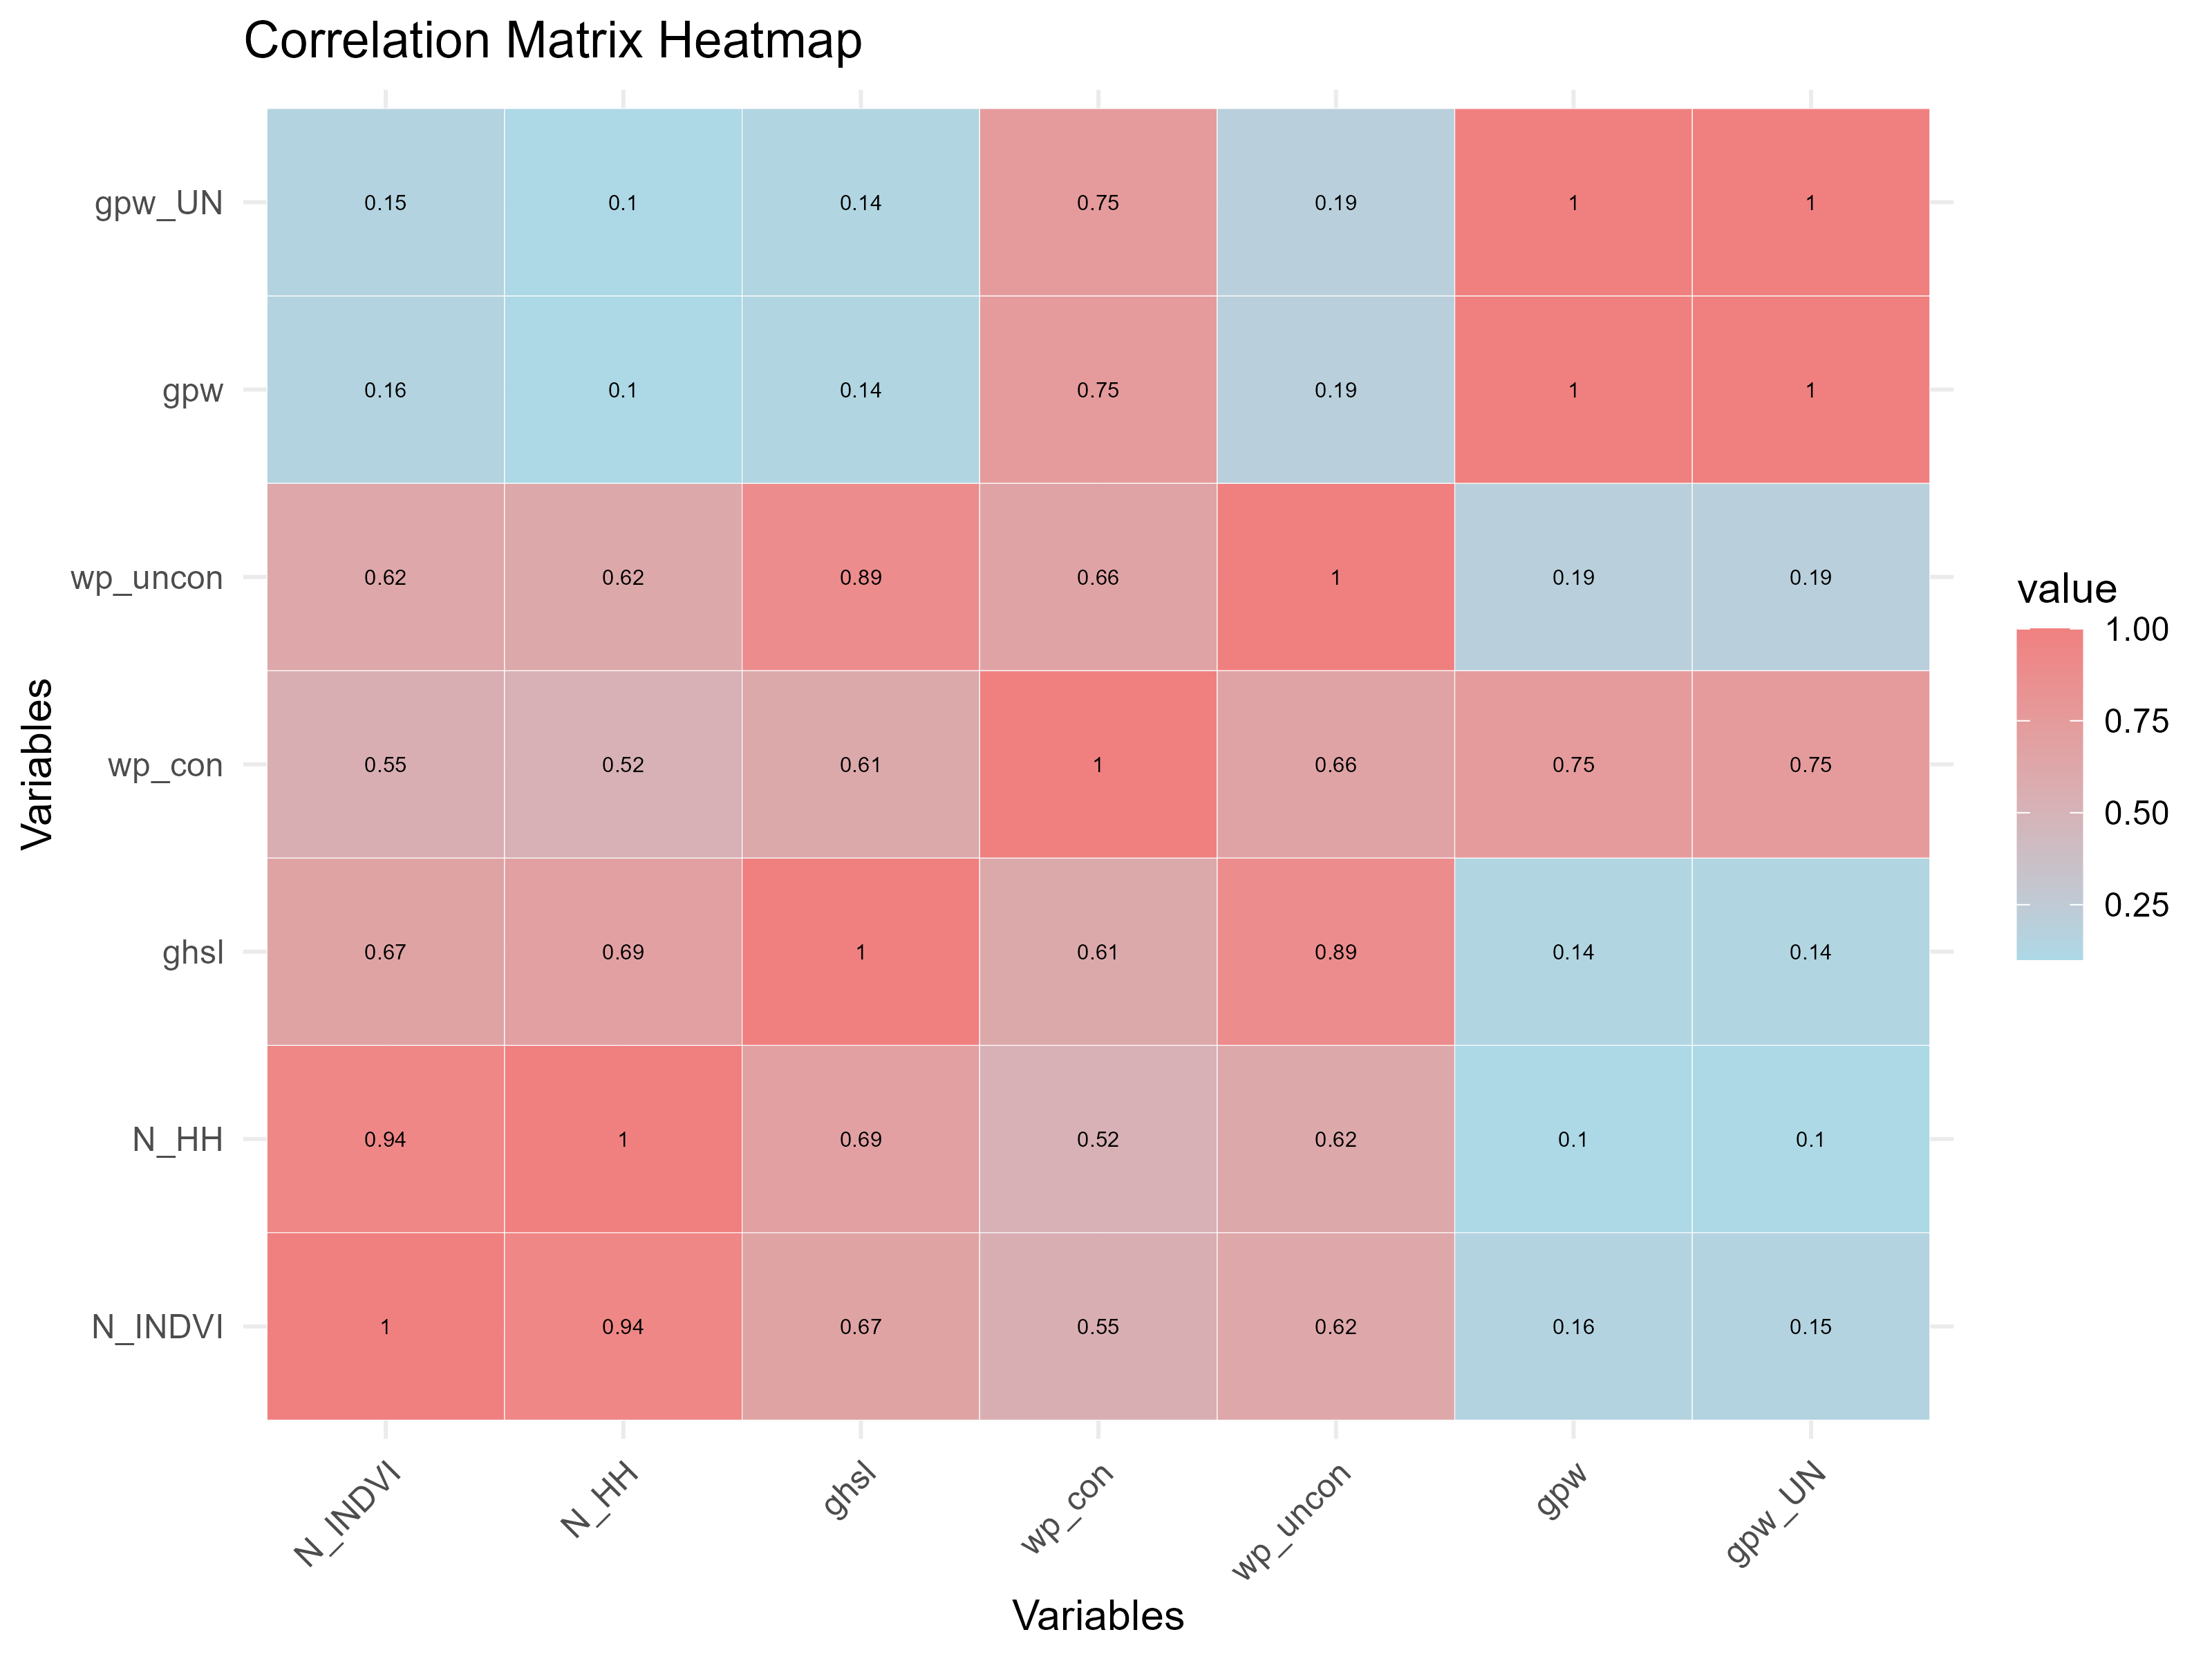 Correlation Matrix Heatmap
gpw_UN 0.15 0.1 0.14 0.75 0.19 1 1
gpw 0.16 0.1 0.14 0.75 0.19 1 1
wp_uncon 0.62 0.62 0.89 0.66 1 0.19 0.19
wp_con 0.55 0.52 0.61 1 0.66 0.75 0.75
ghsl 0.67 0.69 1 0.61 0.89 0.14 0.14
N_HH 0.94 1 0.69 0.52 0.62 0.1 0.1
N_INDVI 1 0.94 0.67 0.55 0.62 0.16 0.15
N_INDVI N_HH ghsl wp_con wp_uncon gpw gpw_UN
Variables
Variables
value
1.00
0.75
0.50
0.25